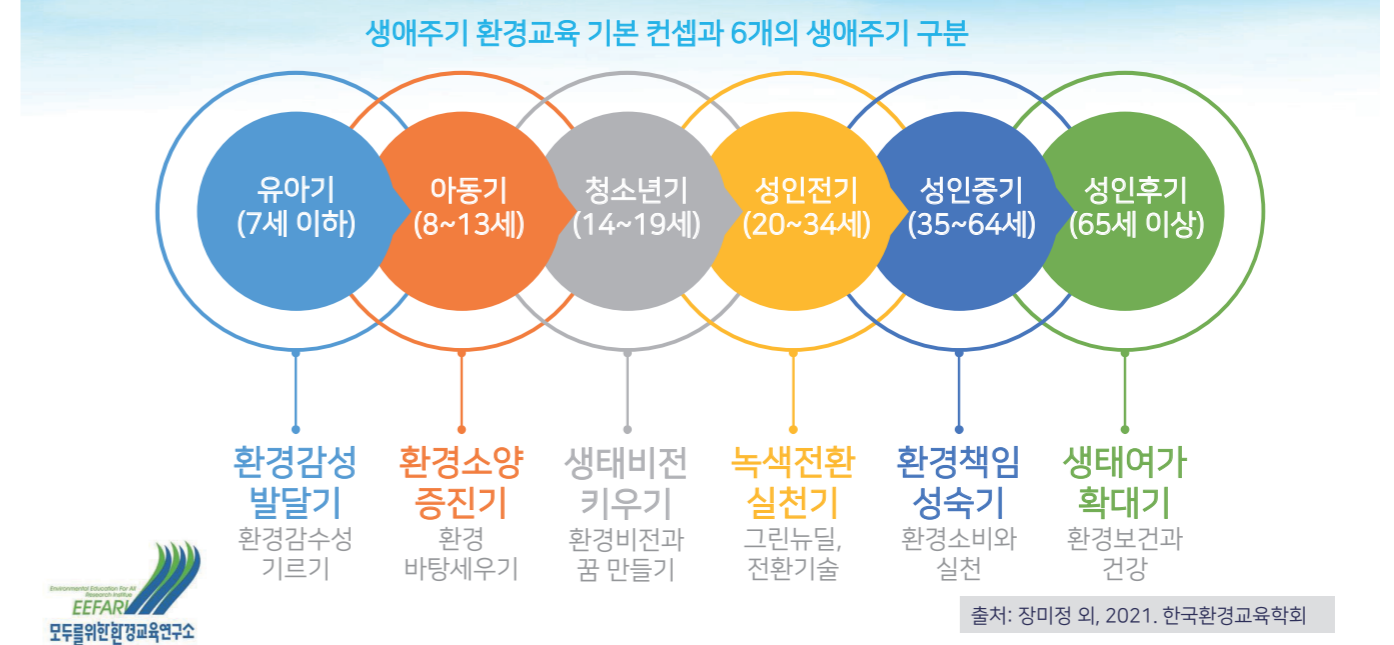 생애주기 환경교육 기본 컨셉과 6개의 생애주기 구분
유아기
(7세 이하)
아동기
(8~13세)
청소년기
(14~19세)
성인전기
(20~34세)
성인중기
(35~64세)
성인후기
(65세 이상)
환경감성
발달기
환경감수성
기르기
환경소양
증진기
환경
바탕세우기
생태비전
키우기
환경비전과
꿈 만들기
녹색전환
실천기
그린뉴딜,
전환기술
환경책임
성숙기
환경소비와
실천
생태여가
확대기
환경보건과
건강
Environmental Education For All
Research Institue
EEFARI
모두를위한환경교육연구소
출처: 장미정 외, 2021. 한국환경교육학회